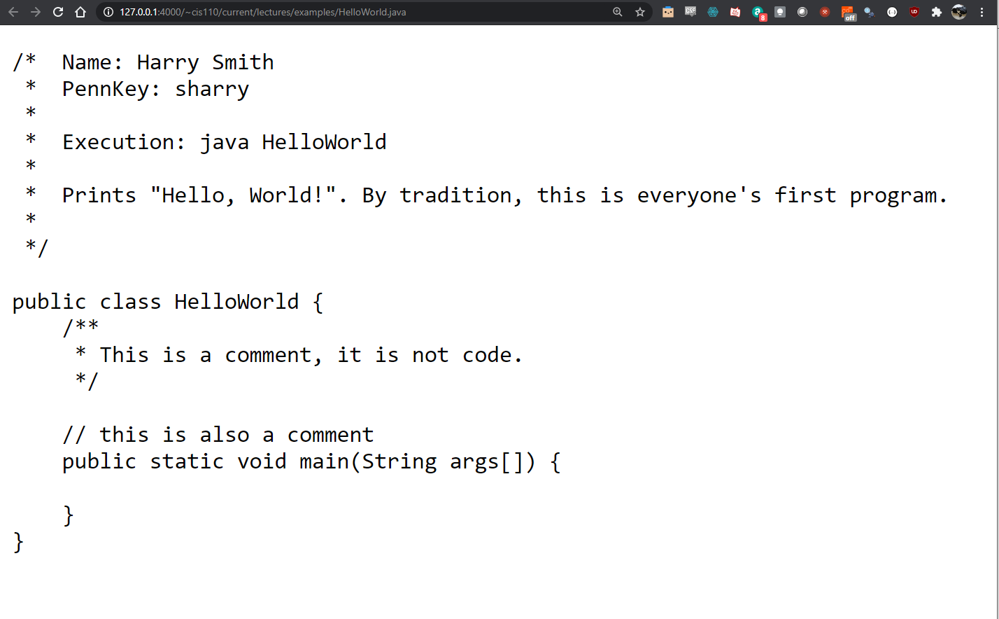 127.0.0.1:4000/~cis110/current/lectures/examples/HelloWorld.java
CSS
a
8
off
UD
/*  Name: Harry Smith
 *  PennKey: sharry
 *
 *  Execution: java HelloWorld
 *
 *  Prints "Hello, World!". By tradition, this is everyone's first program.
 *
 */
public class HelloWorld {
    /**
     * This is a comment, it is not code.
     */
    // this is also a comment
    public static void main(String args[]) {
    }
}